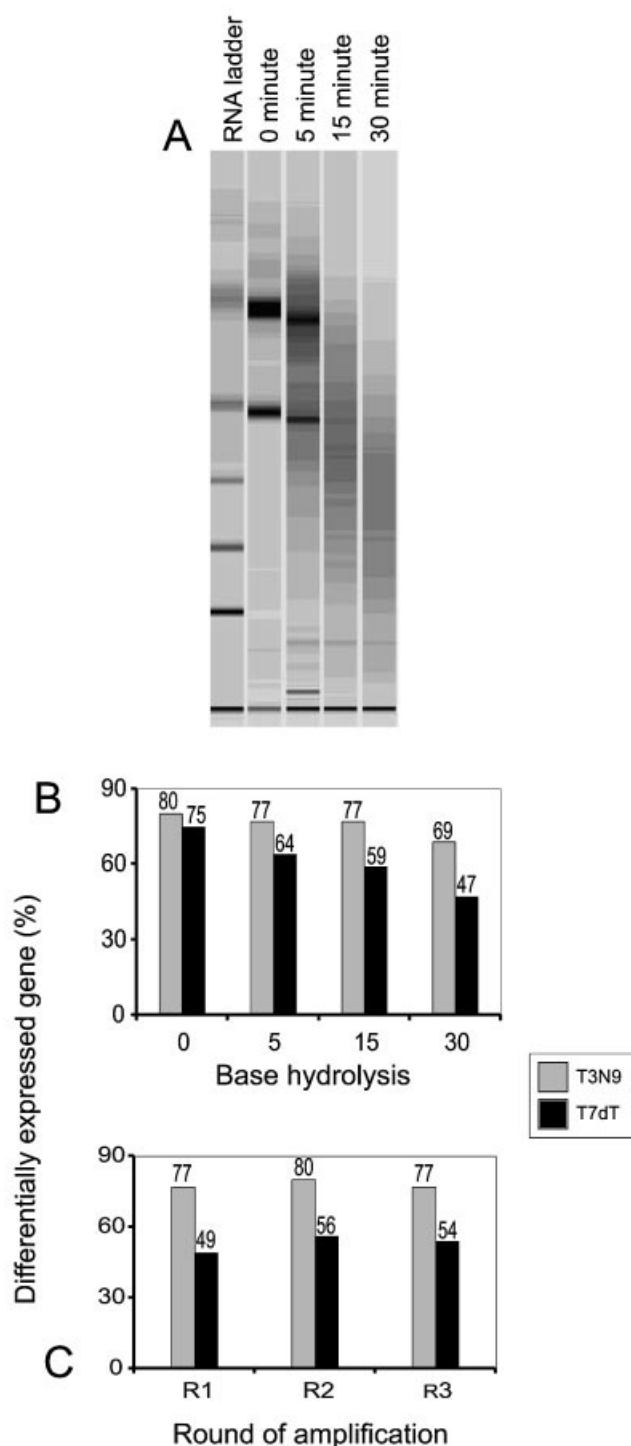 A
RNA ladder
0 minute
5 minute
15 minute
30 minute
B
Differentially expressed gene (%)
90
60
30
0
80
75
77
64
77
59
69
47
0
5
15
30
Base hydrolysis
T3N9
T7dT
C
90
60
30
0
77
49
80
56
77
54
R1
R2
R3
Round of amplification